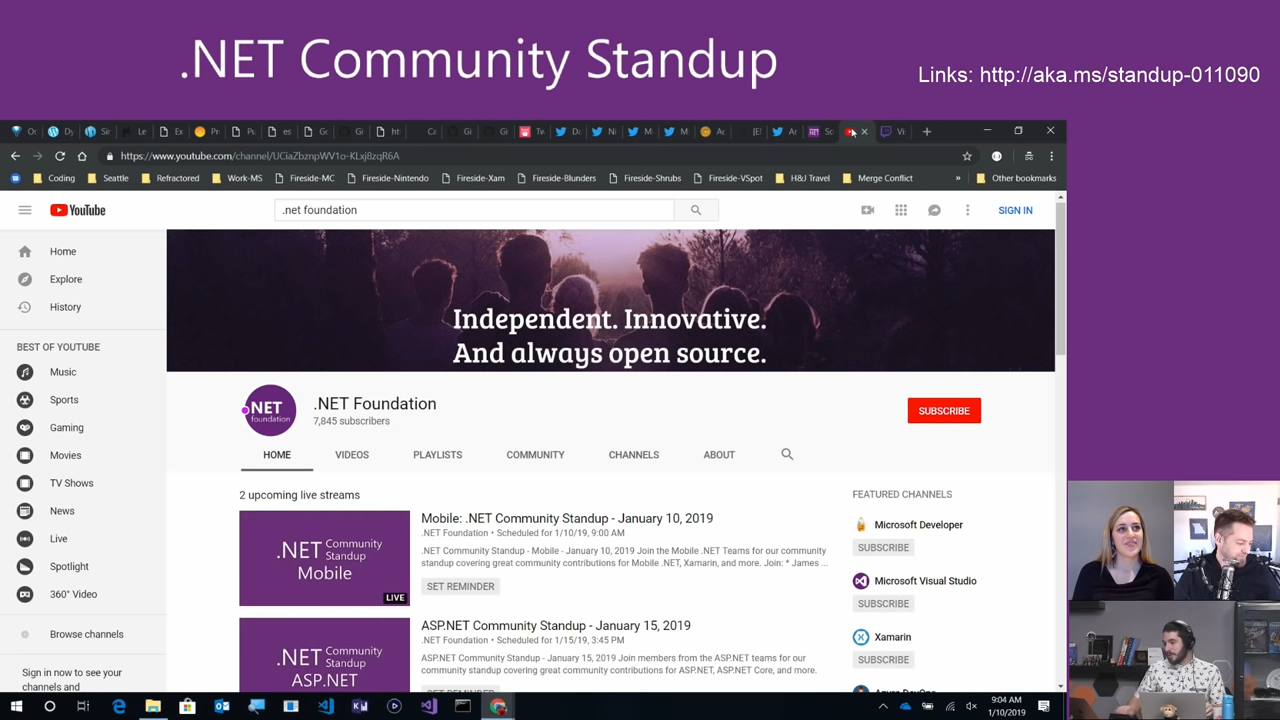 .NET Community Standup
Links: http://aka.ms/standup-011090
https://www.youtube.com/channel/UCiaZbznpWV1o-KLxj8zqR6A
Coding
Seattle
Refractored
Work-MS
Fireside-MC
Fireside-Nintendo
Fireside-Xam
Fireside-Blunders
Fireside-Shrubs
Fireside-VSpot
H&J Travel
Merge Conflict
»
Other bookmarks
YouTube
.net foundation
SIGN IN
Home
Explore
History
BEST OF YOUTUBE
Music
Sports
Gaming
Movies
TV Shows
News
Live
Spotlight
360° Video
Browse channels
Sign in now to see your
channels and
Independent. Innovative.
And always open source.
.NET
foundation
.NET Foundation
7,845 subscribers
SUBSCRIBE
HOME
VIDEOS
PLAYLISTS
COMMUNITY
CHANNELS
ABOUT
2 upcoming live streams
.NET Community
Standup
Mobile
LIVE
Mobile: .NET Community Standup - January 10, 2019
.NET Foundation • Scheduled for 1/10/19, 9:00 AM
.NET Community Standup - Mobile - January 10, 2019 Join the Mobile .NET Teams for our community
standup covering great community contributions for Mobile .NET, Xamarin, and more. Join: * James ...
SET REMINDER
.NET Community
Standup
ASP.NET
ASP.NET Community Standup - January 15, 2019
.NET Foundation • Scheduled for 1/15/19, 3:45 PM
ASP.NET Community Standup - January 15, 2019 Join members from the ASP.NET teams for our
community standup covering great community contributions for ASP.NET, ASP.NET Core, and more.
SET REMINDER
FEATURED CHANNELS
Microsoft Developer
SUBSCRIBE
Microsoft Visual Studio
SUBSCRIBE
Xamarin
SUBSCRIBE
Azure DevOps
9:04 AM
1/10/2019